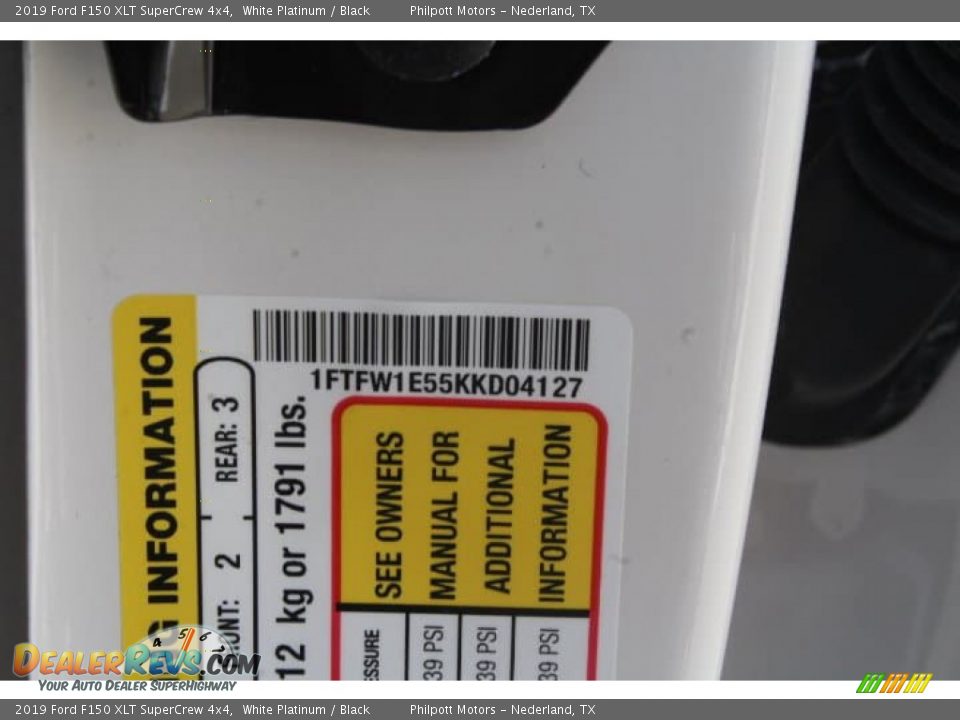 2019 Ford F150 XLT SuperCrew 4x4, White Platinum / Black Philpott Motors - Nederland, TX
1FTFW1E55KKD04127
INFORMATION
REAR: 3
2
12 kg or 1791 lbs.
SEE OWNERS
MANUAL FOR
ADDITIONAL
INFORMATION
39 PSI
39 PSI
39 PSI
DEALERREVS.COM
YOUR AUTO DEALER SUPERHIGHWAY
2019 Ford F150 XLT SuperCrew 4x4, White Platinum / Black Philpott Motors - Nederland, TX